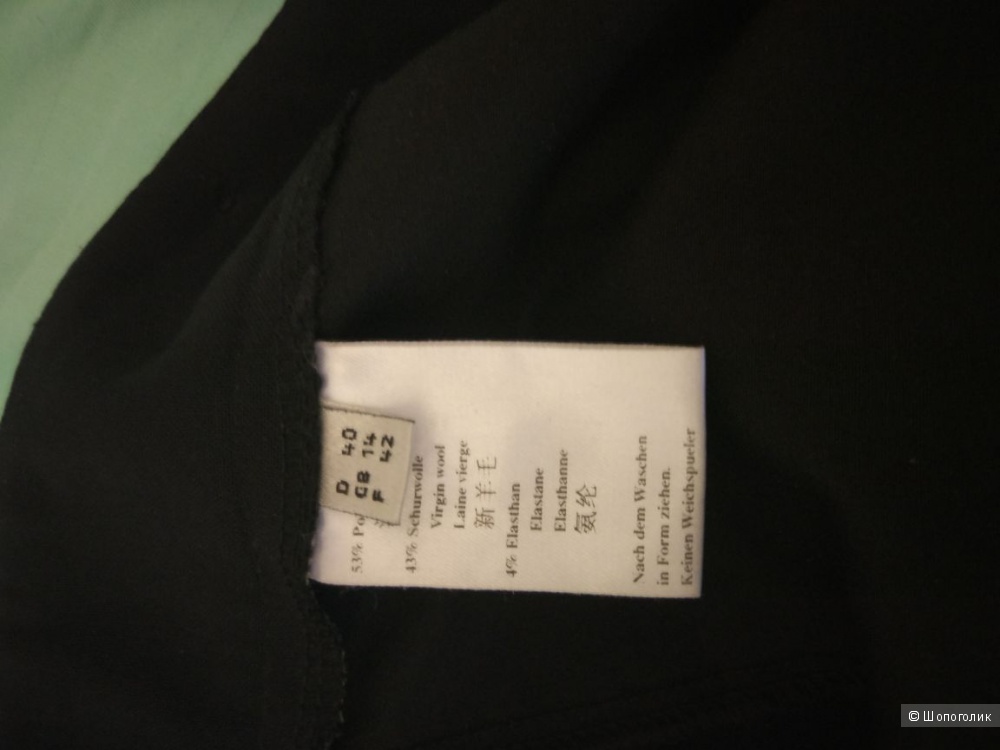 D 40
GB 14
F 42
53%
43% Schurwolle
Virgin wool
Laine vierge
新羊毛
4% Elasthan
Elastane
Elasthanne
氨纶
Nach dem Waschen
in Form ziehen.
Keinen Weichspueler
© Шопоголик